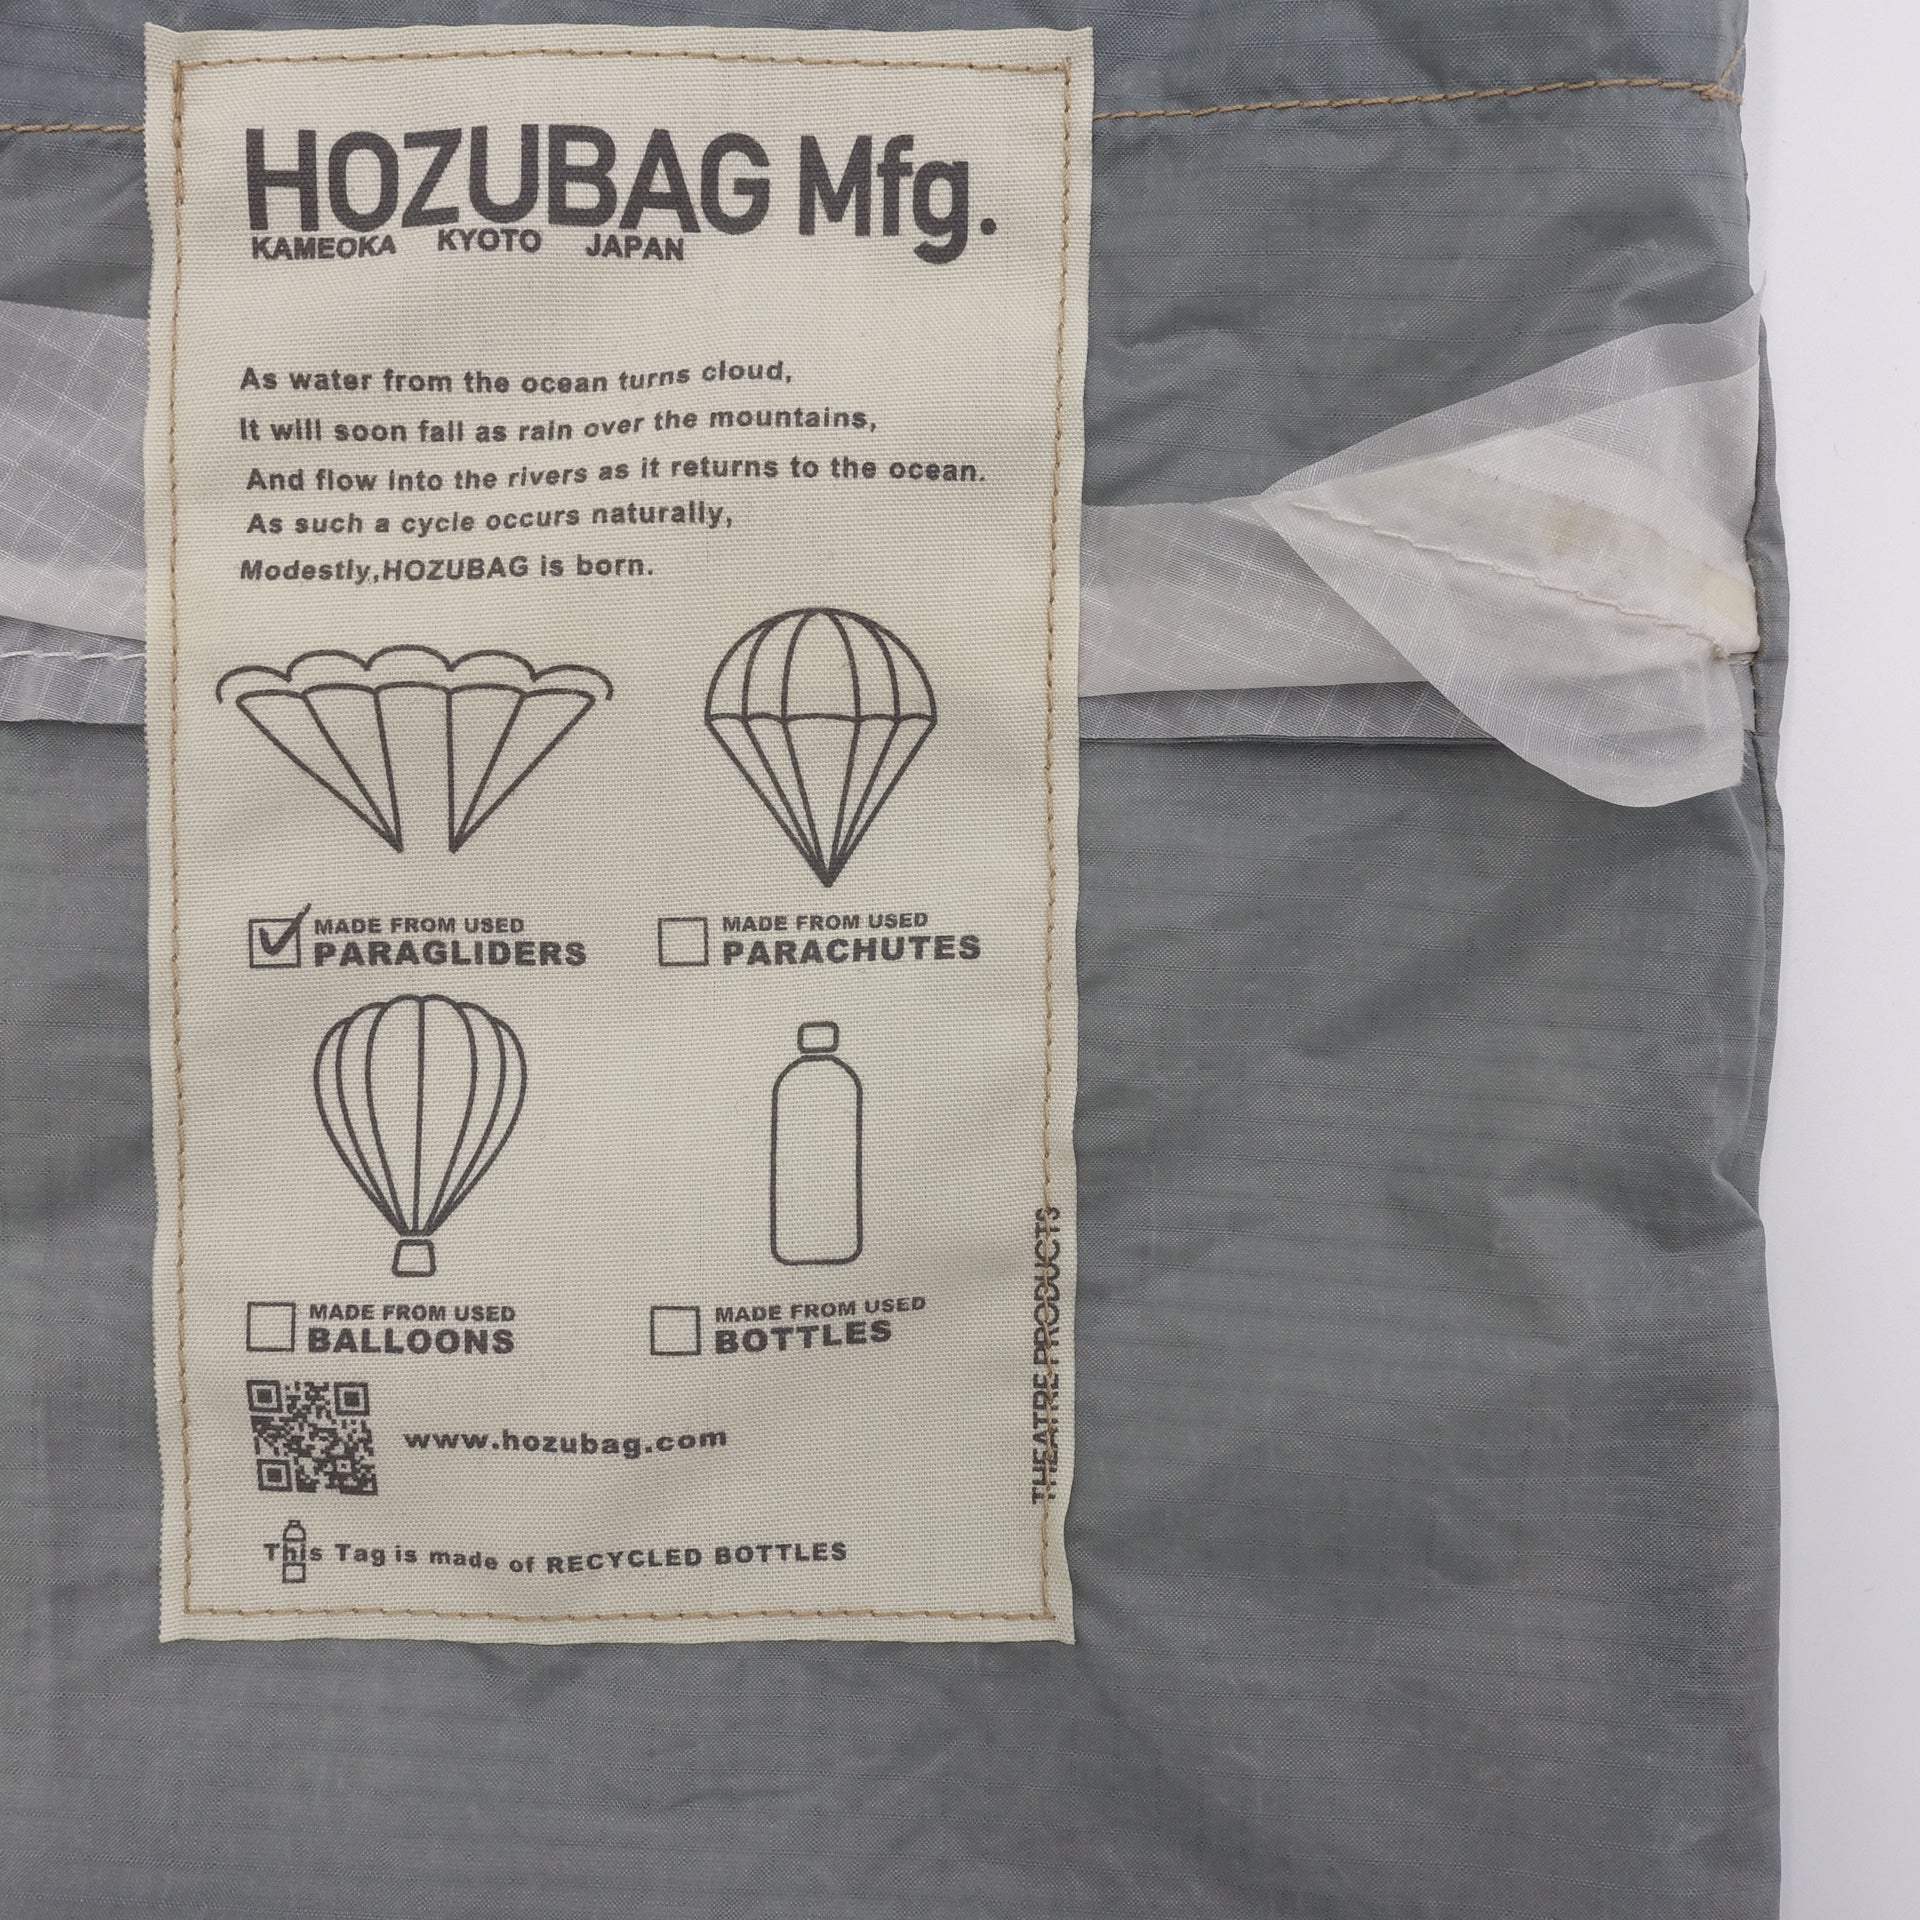 HOZUBAG Mfg.
KAMEOKA KYOTO JAPAN
As water from the ocean turns cloud,
It will soon fall as rain over the mountains,
And flow into the rivers as it returns to the ocean.
As such a cycle occurs naturally,
Modestly,HOZUBAG is born.
MADE FROM USED
PARAGLIDERS
MADE FROM USED
PARACHUTES
MADE FROM USED
BALLOONS
MADE FROM USED
BOTTLES
www.hozubag.com
This Tag is made of RECYCLED BOTTLES
THEATRE PRODUCTS